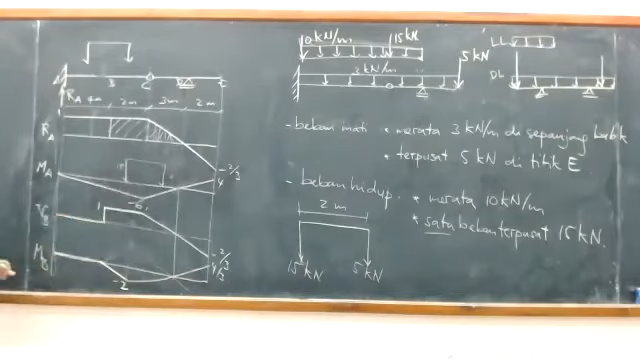 A
B
C
D
E
R_A 4m 2m 3m 2m
R_A
-2/3
M_A
-6
4
V_B
1
-2/3
M_B
-2
4/3
10 kN/m
15 kN
5 kN
3 kN/m
LL
DL
- beban mati • merata 3 kN/m di sepanjang balok
• terpusat 5 kN di titik E
- beban hidup. • merata 10 kN/m
* satu beban terpusat 15 kN.
2 m
15 kN
5 kN